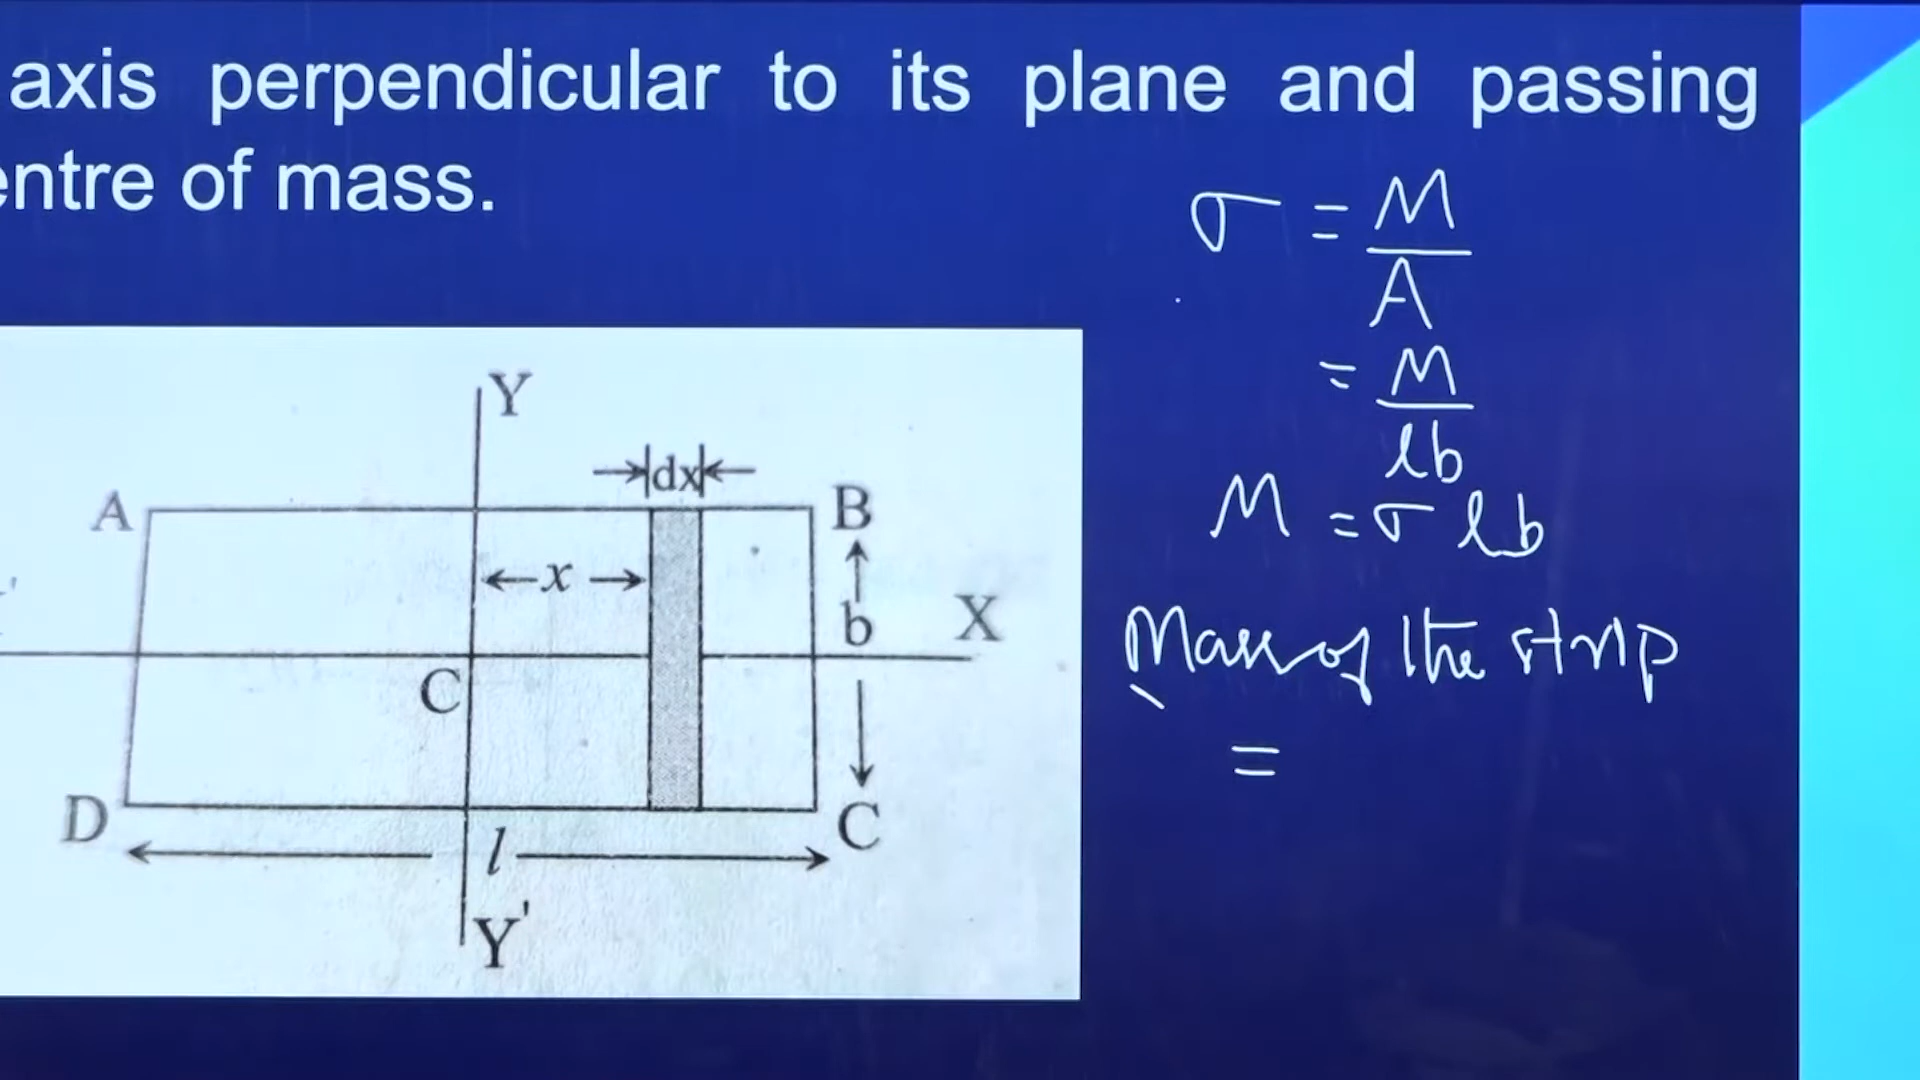 axis perpendicular to its plane and passing
entre of mass.
σ = M
A
= M
lb
M = σ lb
Mass of the strip
=
Y
dx
A
B
x
b
X
C
D
C
l
Y'